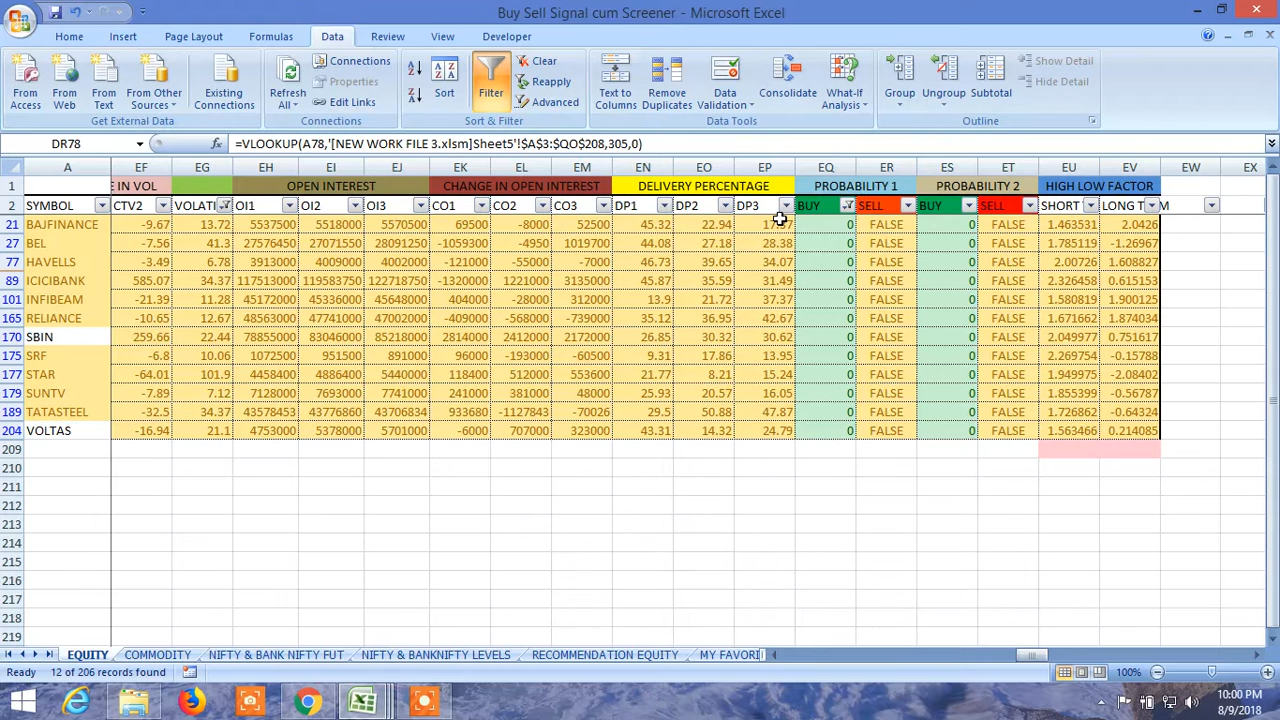 Buy Sell Signal cum Screener - Microsoft Excel
Home Insert Page Layout Formulas Data Review View Developer
From Access From Web From Text From Other Sources Existing Connections Refresh All Connections Properties Edit Links Sort Filter Clear Reapply Advanced Text to Columns Remove Duplicates Data Validation Consolidate What-If Analysis Group Ungroup Subtotal Show Detail Hide Detail
Get External Data Connections Sort & Filter Data Tools Outline
DR78 fx =VLOOKUP(A78,'[NEW WORK FILE 3.xlsm]Sheet5'!$A$3:$QO$208,305,0)
A EF EG EH EI EJ EK EL EM EN EO EP EQ ER ES ET EU EV EW EX
1 E IN VOL OPEN INTEREST CHANGE IN OPEN INTEREST DELIVERY PERCENTAGE PROBABILITY 1 PROBABILITY 2 HIGH LOW FACTOR
2 SYMBOL CTV2 VOLATI OI1 OI2 OI3 CO1 CO2 CO3 DP1 DP2 DP3 BUY SELL BUY SELL SHORT LONG T M
21 BAJFINANCE -9.67 13.72 5535750 5518500 5570500 69500 -8000 52500 45.32 22.94 FALSE 0 0 FALSE 1.463531 2.0426
27 BEL -7.56 41.3 27576450 27071550 28091250 -1059300 -4950 1019700 44.08 27.18 28.38 0 FALSE 0 FALSE 1.785119 -1.26967
77 HAVELLS -3.49 6.78 3913000 4009000 4002000 -121000 -55000 -7000 46.73 39.65 34.07 0 FALSE 0 FALSE 2.00726 1.608827
89 ICICIBANK 585.07 34.37 117513000 119583750 122718750 -1320000 1221000 3135000 45.87 35.59 31.49 0 FALSE 0 FALSE 2.326458 0.615153
101 INFIBEAM -21.39 11.28 45172000 45336000 45648000 404000 -28000 312000 13.9 21.72 37.37 0 FALSE 0 FALSE 1.580819 1.900125
165 RELIANCE -10.65 12.67 48563000 47741000 47002000 -409000 -568000 -739000 35.12 36.95 42.67 0 FALSE 0 FALSE 1.671662 1.874034
170 SBIN 259.66 22.44 78855000 83046000 85218000 2814000 2412000 2172000 26.85 30.32 30.62 0 FALSE 0 FALSE 2.049977 0.751617
175 SRF -6.8 10.06 1072500 951500 891000 96000 -193000 -60500 9.31 17.86 13.95 0 FALSE 0 FALSE 2.269754 -0.15788
177 STAR -64.01 101.9 4458400 4886400 5440000 118400 512000 553600 21.77 8.21 15.24 0 FALSE 0 FALSE 1.949975 -2.08402
179 SUNTV -7.89 7.12 7128000 7693000 7741000 241000 381000 48000 25.93 20.57 16.05 0 FALSE 0 FALSE 1.855399 -0.56787
189 TATASTEEL -32.5 34.37 43578453 43776860 43706834 933680 -1127843 -70026 29.5 50.88 47.87 0 FALSE 0 FALSE 1.726862 -0.64324
204 VOLTAS -16.94 21.1 4753000 5378000 5701000 -6000 707000 323000 43.31 14.32 24.79 0 FALSE 0 FALSE 1.563466 0.214085
209
210
211
212
213
214
215
216
217
218
219
EQUITY COMMODITY NIFTY & BANK NIFTY FUT NIFTY & BANKNIFTY LEVELS RECOMMENDATION EQUITY MY FAVORI
Ready 12 of 206 records found 100%
10:00 PM
8/9/2018